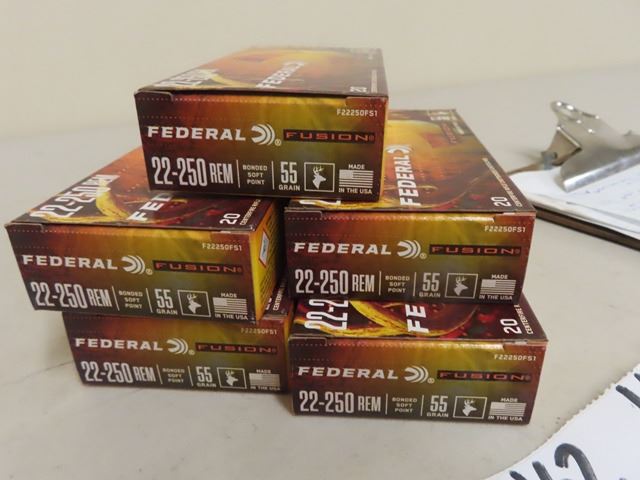 FEDERAL
20
F22250FS1
FEDERAL FUSION
22-250 REM BONDED SOFT POINT 55 GRAIN MADE IN THE USA
20
F22250FS1
FEDERAL FUSION
22-250 REM BONDED SOFT POINT 55 GRAIN MADE IN THE USA
FEDERAL
20
F22250FS1
FEDERAL FUSION
22-250 REM BONDED SOFT POINT 55 GRAIN MADE IN THE USA
F22250FS1
FEDERAL FUSION
22-250 REM BONDED SOFT POINT 55 GRAIN MADE IN THE USA
20
F22250FS1
FEDERAL FUSION
22-250 REM BONDED SOFT POINT 55 GRAIN MADE IN THE USA